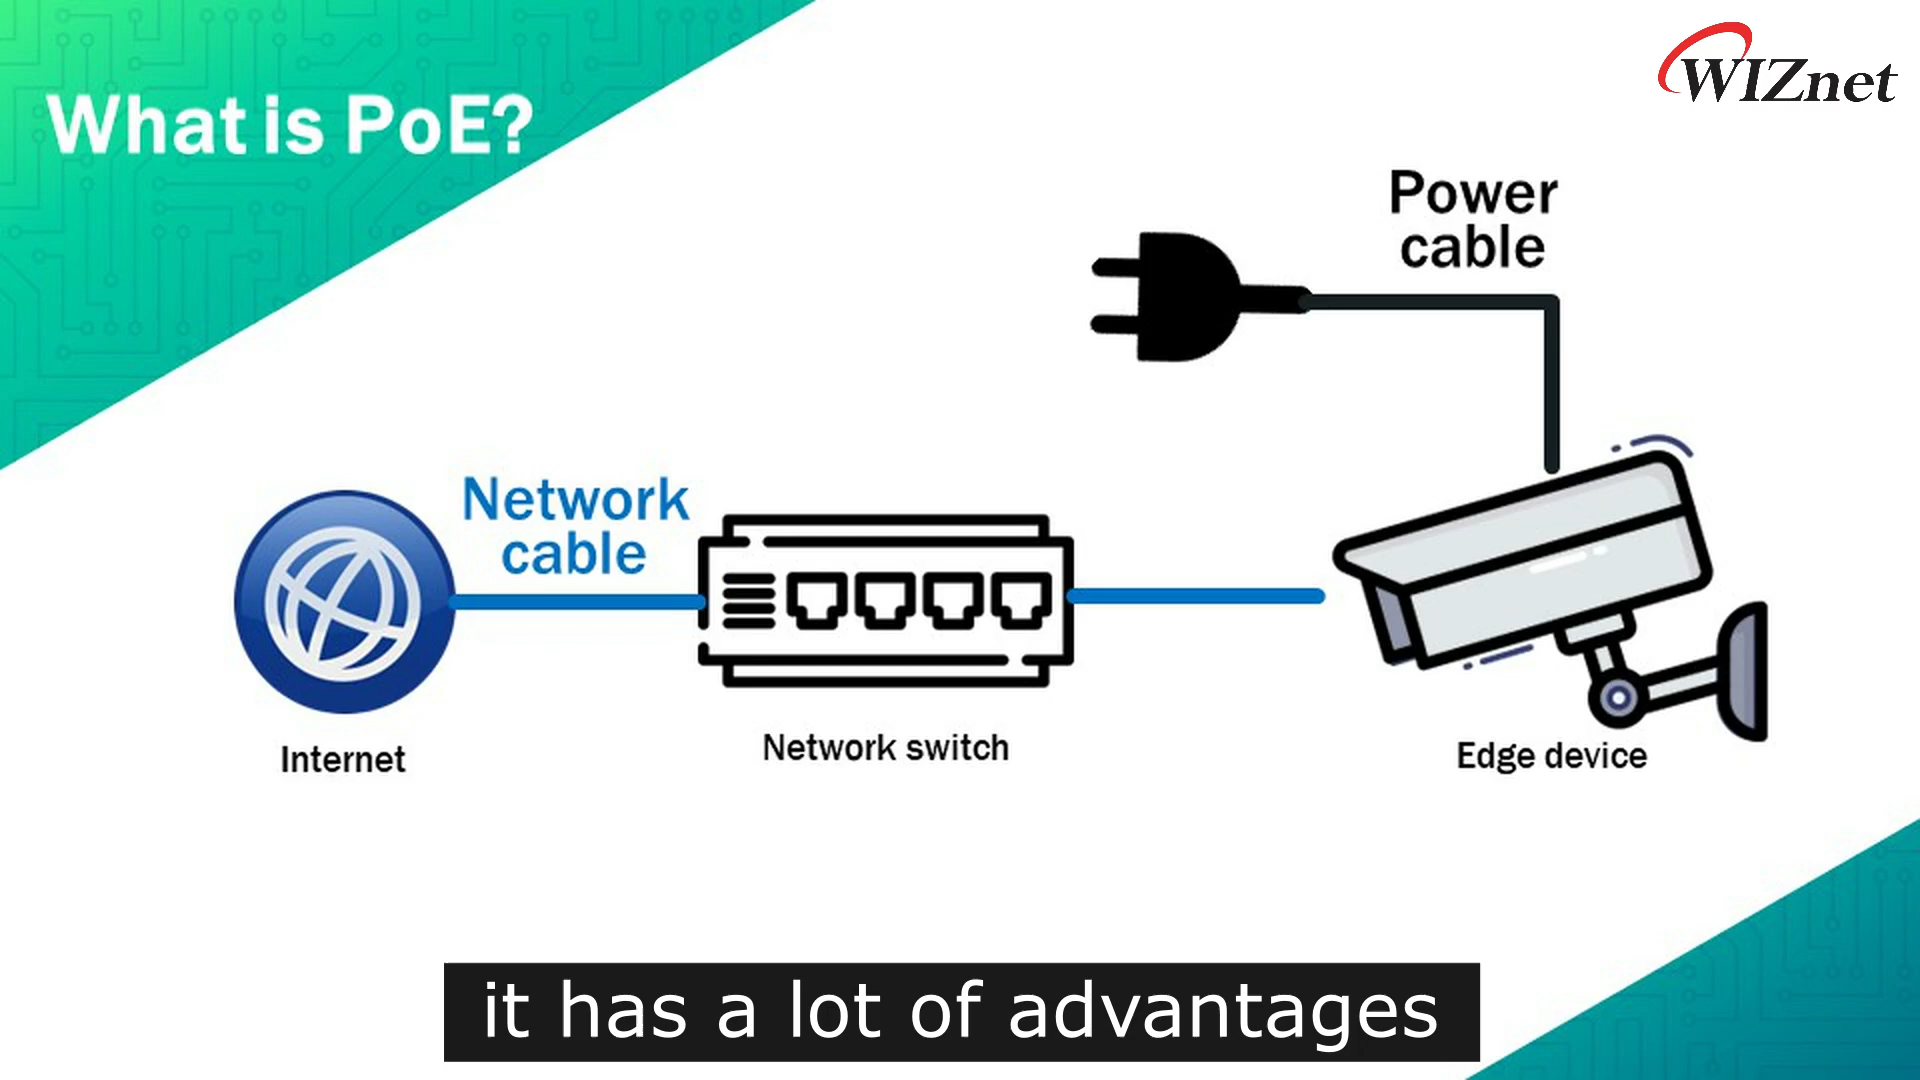 What is PoE?
WIZnet
Power
cable
Network
cable
Internet
Network switch
Edge device
it has a lot of advantages